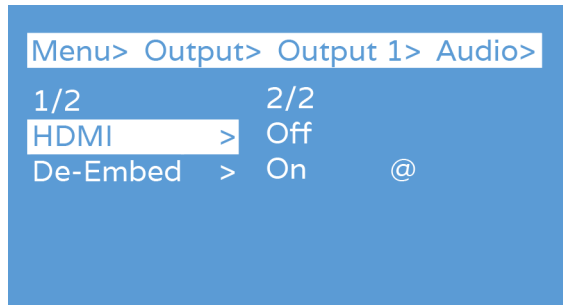 Menu> Output> Output 1> Audio>
1/2 2/2
HDMI > Off
De-Embed > On @